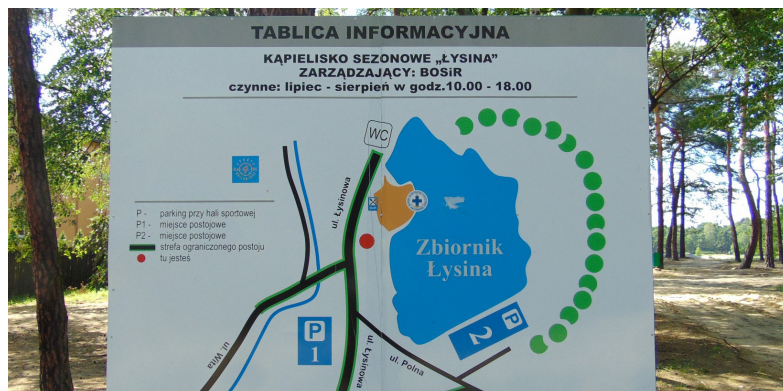 TABLICA INFORMACYJNA
KĄPIELISKO SEZONOWE „ŁYSINA”
ZARZĄDZAJĄCY: BOSiR
czynne: lipiec - sierpień w godz.10.00 - 18.00
WC
ul. Łysinowa
P - parking przy hali sportowej
P1 - miejsce postojowe
P2 - miejsce postojowe
strefa ograniczonego postoju
tu jesteś
Zbiornik
Łysina
P
1
P
2
ul. Wita
ul. Łysinowa
ul. Polna